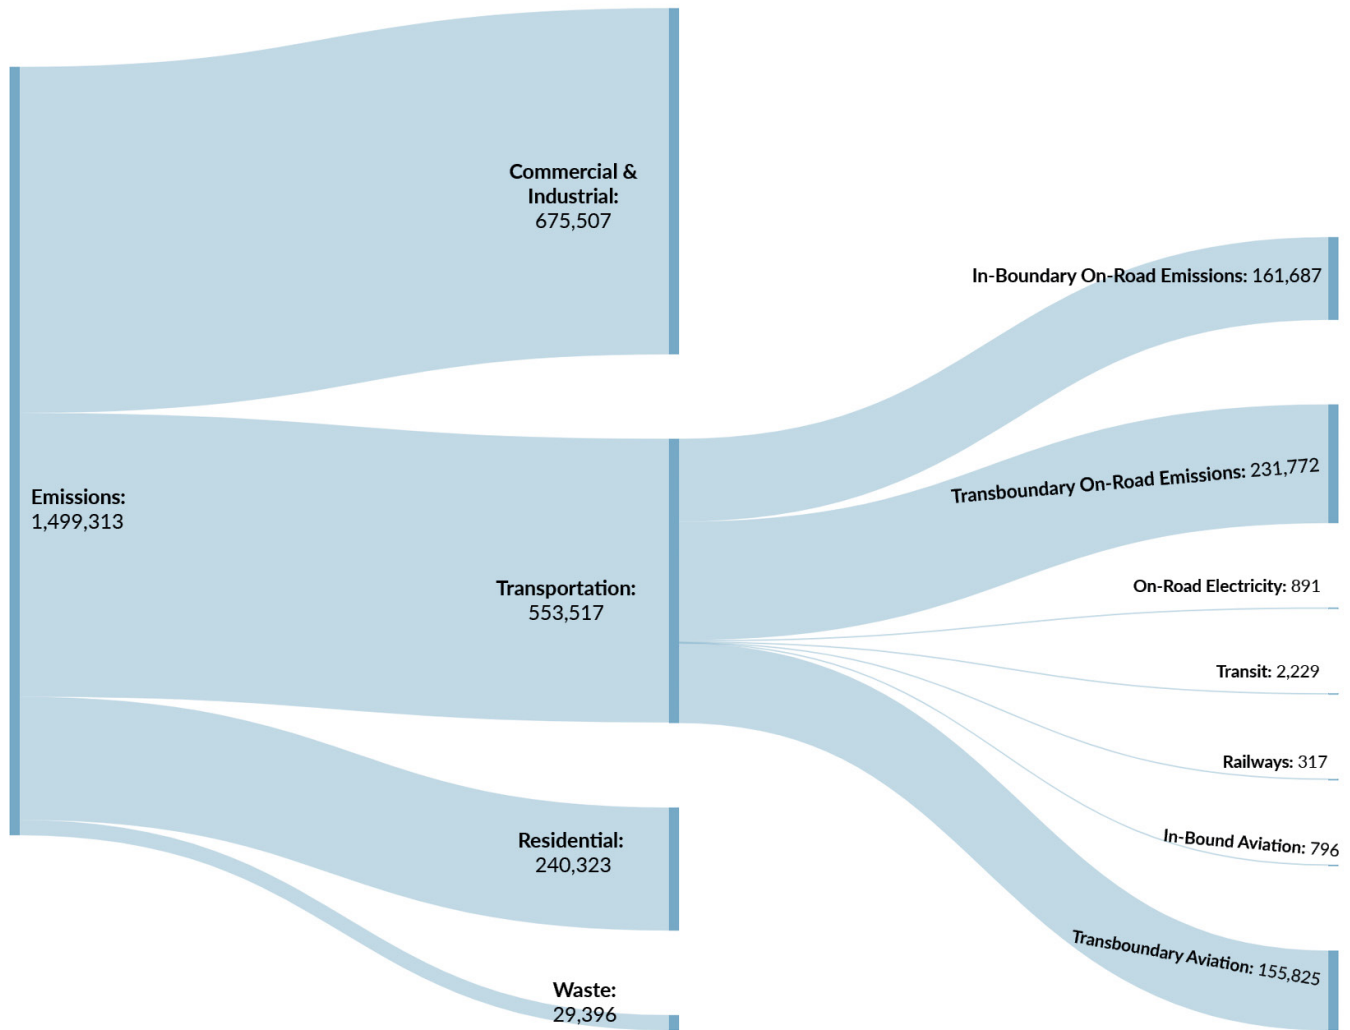 Emissions:
1,499,313
Commercial &
Industrial:
675,507
Transportation:
553,517
Residential:
240,323
Waste:
29,396
In-Boundary On-Road Emissions: 161,687
Transboundary On-Road Emissions: 231,772
On-Road Electricity: 891
Transit: 2,229
Railways: 317
In-Bound Aviation: 796
Transboundary Aviation: 155,825